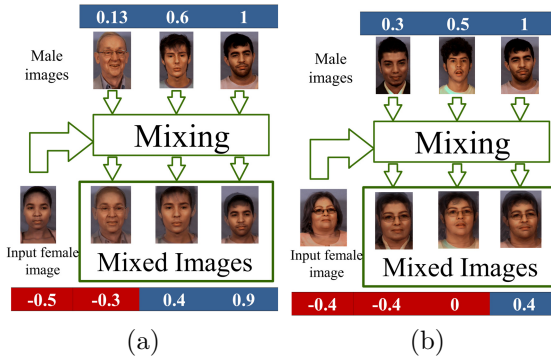 0.13 0.6 1
Male
images
Mixing
Input female
image
Mixed Images
-0.5 -0.3 0.4 0.9
(a)
0.3 0.5 1
Male
images
Mixing
Input female
image
Mixed Images
-0.4 -0.4 0 0.4
(b)